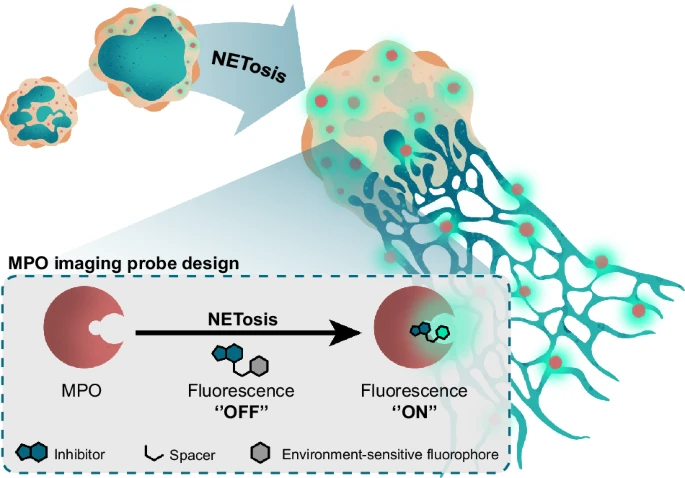 NETosis
MPO imaging probe design
NETosis
MPO
Fluorescence
‘’OFF’’
Fluorescence
‘’ON’’
Inhibitor
Spacer
Environment-sensitive fluorophore